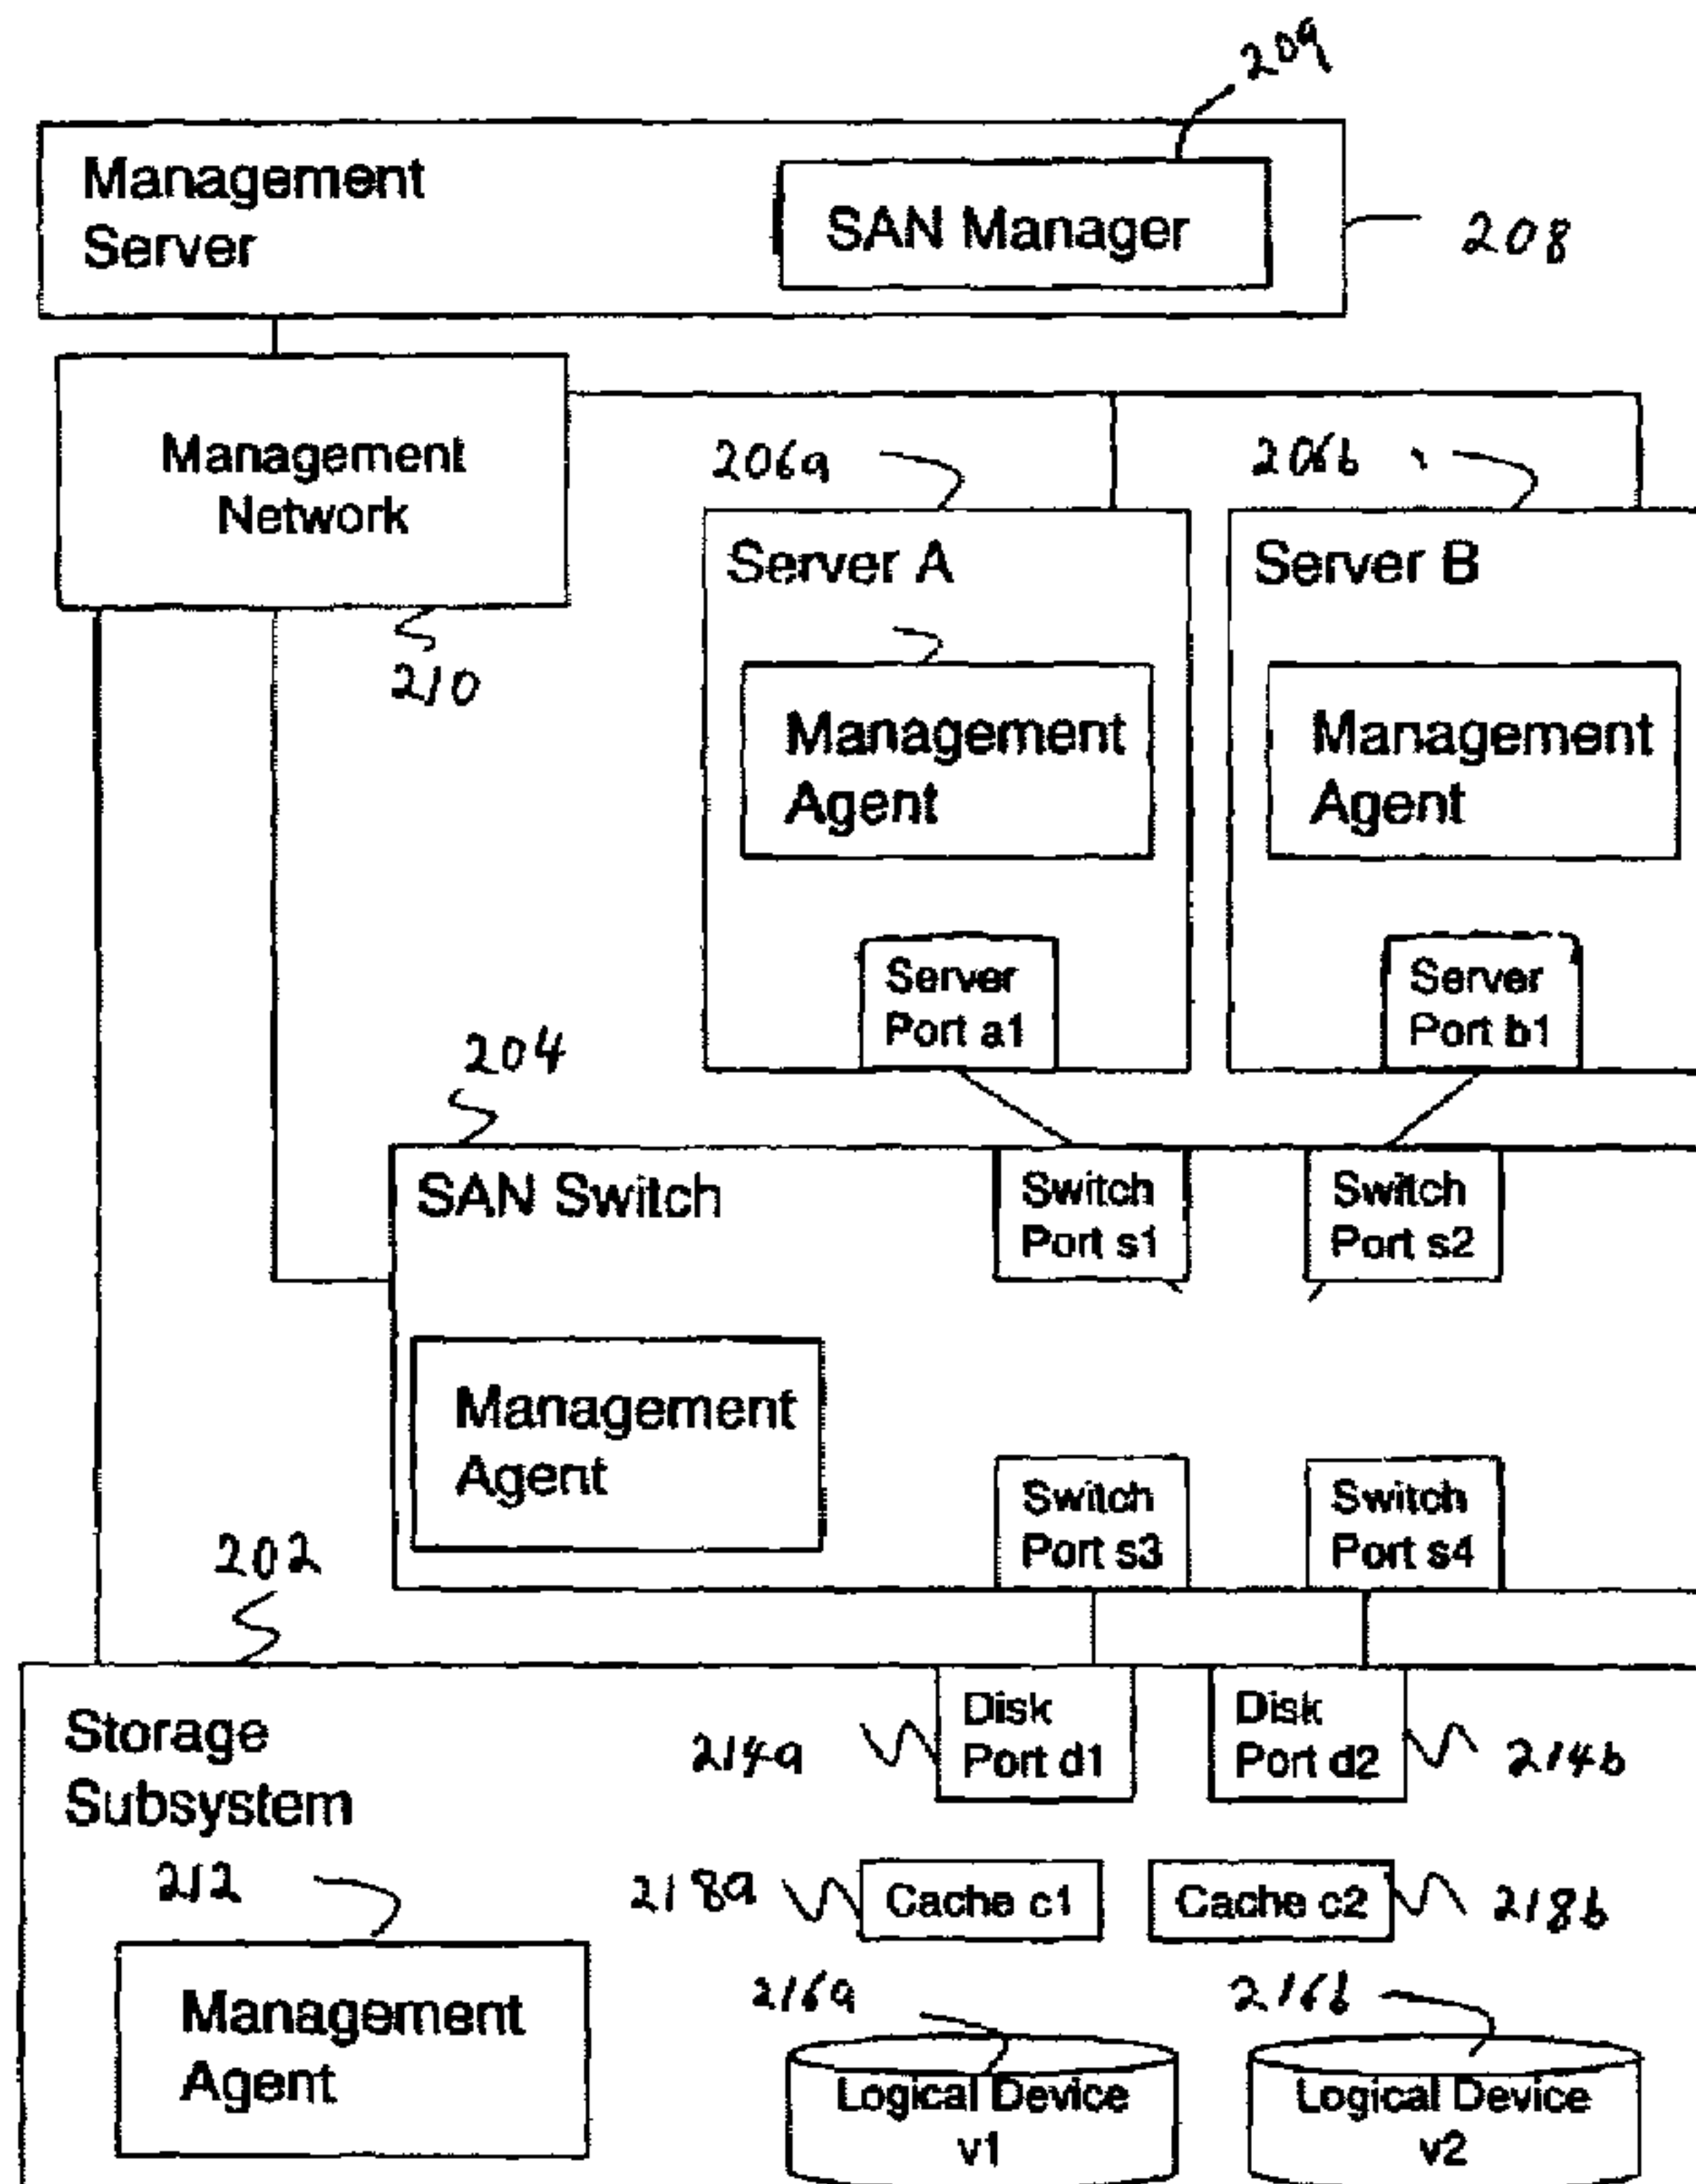 209
Management
Server
SAN Manager
208
Management
Network
210
206a
206b
Server A
Server B
Management
Agent
Management
Agent
Server
Port a1
Server
Port b1
204
SAN Switch
Switch
Port s1
Switch
Port s2
Management
Agent
Switch
Port s3
Switch
Port s4
202
Storage
Subsystem
214a
Disk
Port d1
Disk
Port d2
214b
212
218a
Cache c1
Cache c2
218b
Management
Agent
216a
216b
Logical Device
v1
Logical Device
v2